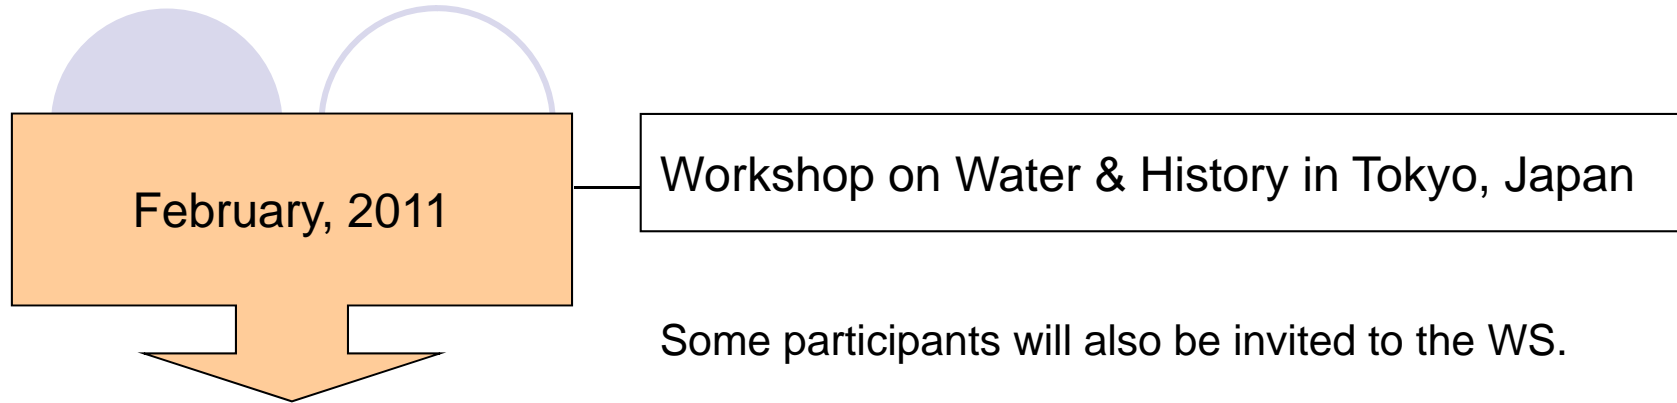 February, 2011
Workshop on Water & History in Tokyo, Japan
Some participants will also be invited to the WS.